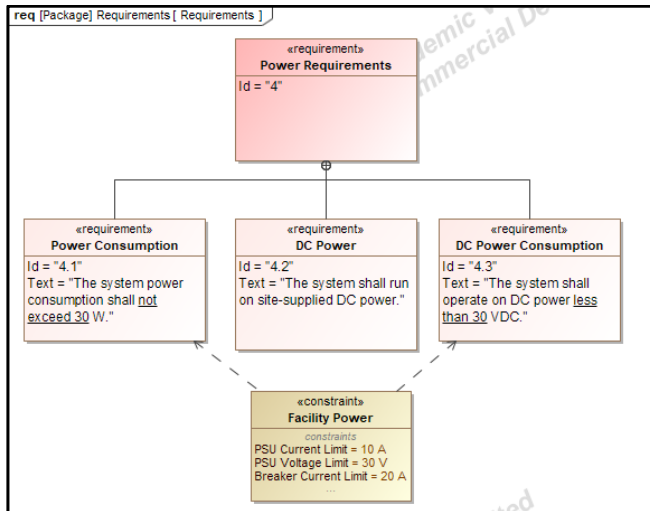 req [Package] Requirements [ Requirements ]
«requirement»
Power Requirements
Id = "4"
«requirement»
Power Consumption
Id = "4.1"
Text = "The system power
consumption shall not
exceed 30 W."
«requirement»
DC Power
Id = "4.2"
Text = "The system shall run
on site-supplied DC power."
«requirement»
DC Power Consumption
Id = "4.3"
Text = "The system shall
operate on DC power less
than 30 VDC."
«constraint»
Facility Power
constraints
PSU Current Limit = 10 A
PSU Voltage Limit = 30 V
Breaker Current Limit = 20 A
...